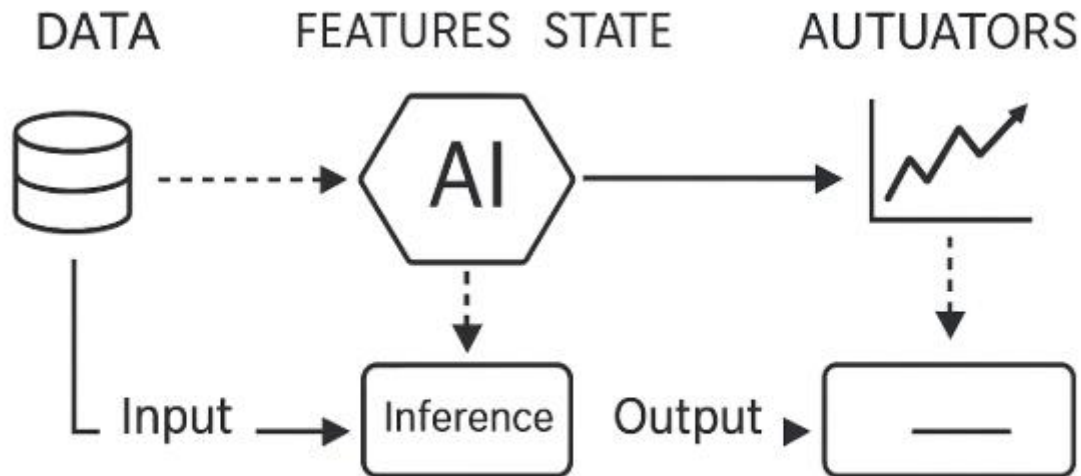 DATA FEATURES STATE AUTUATORS
AI
Input Inference Output